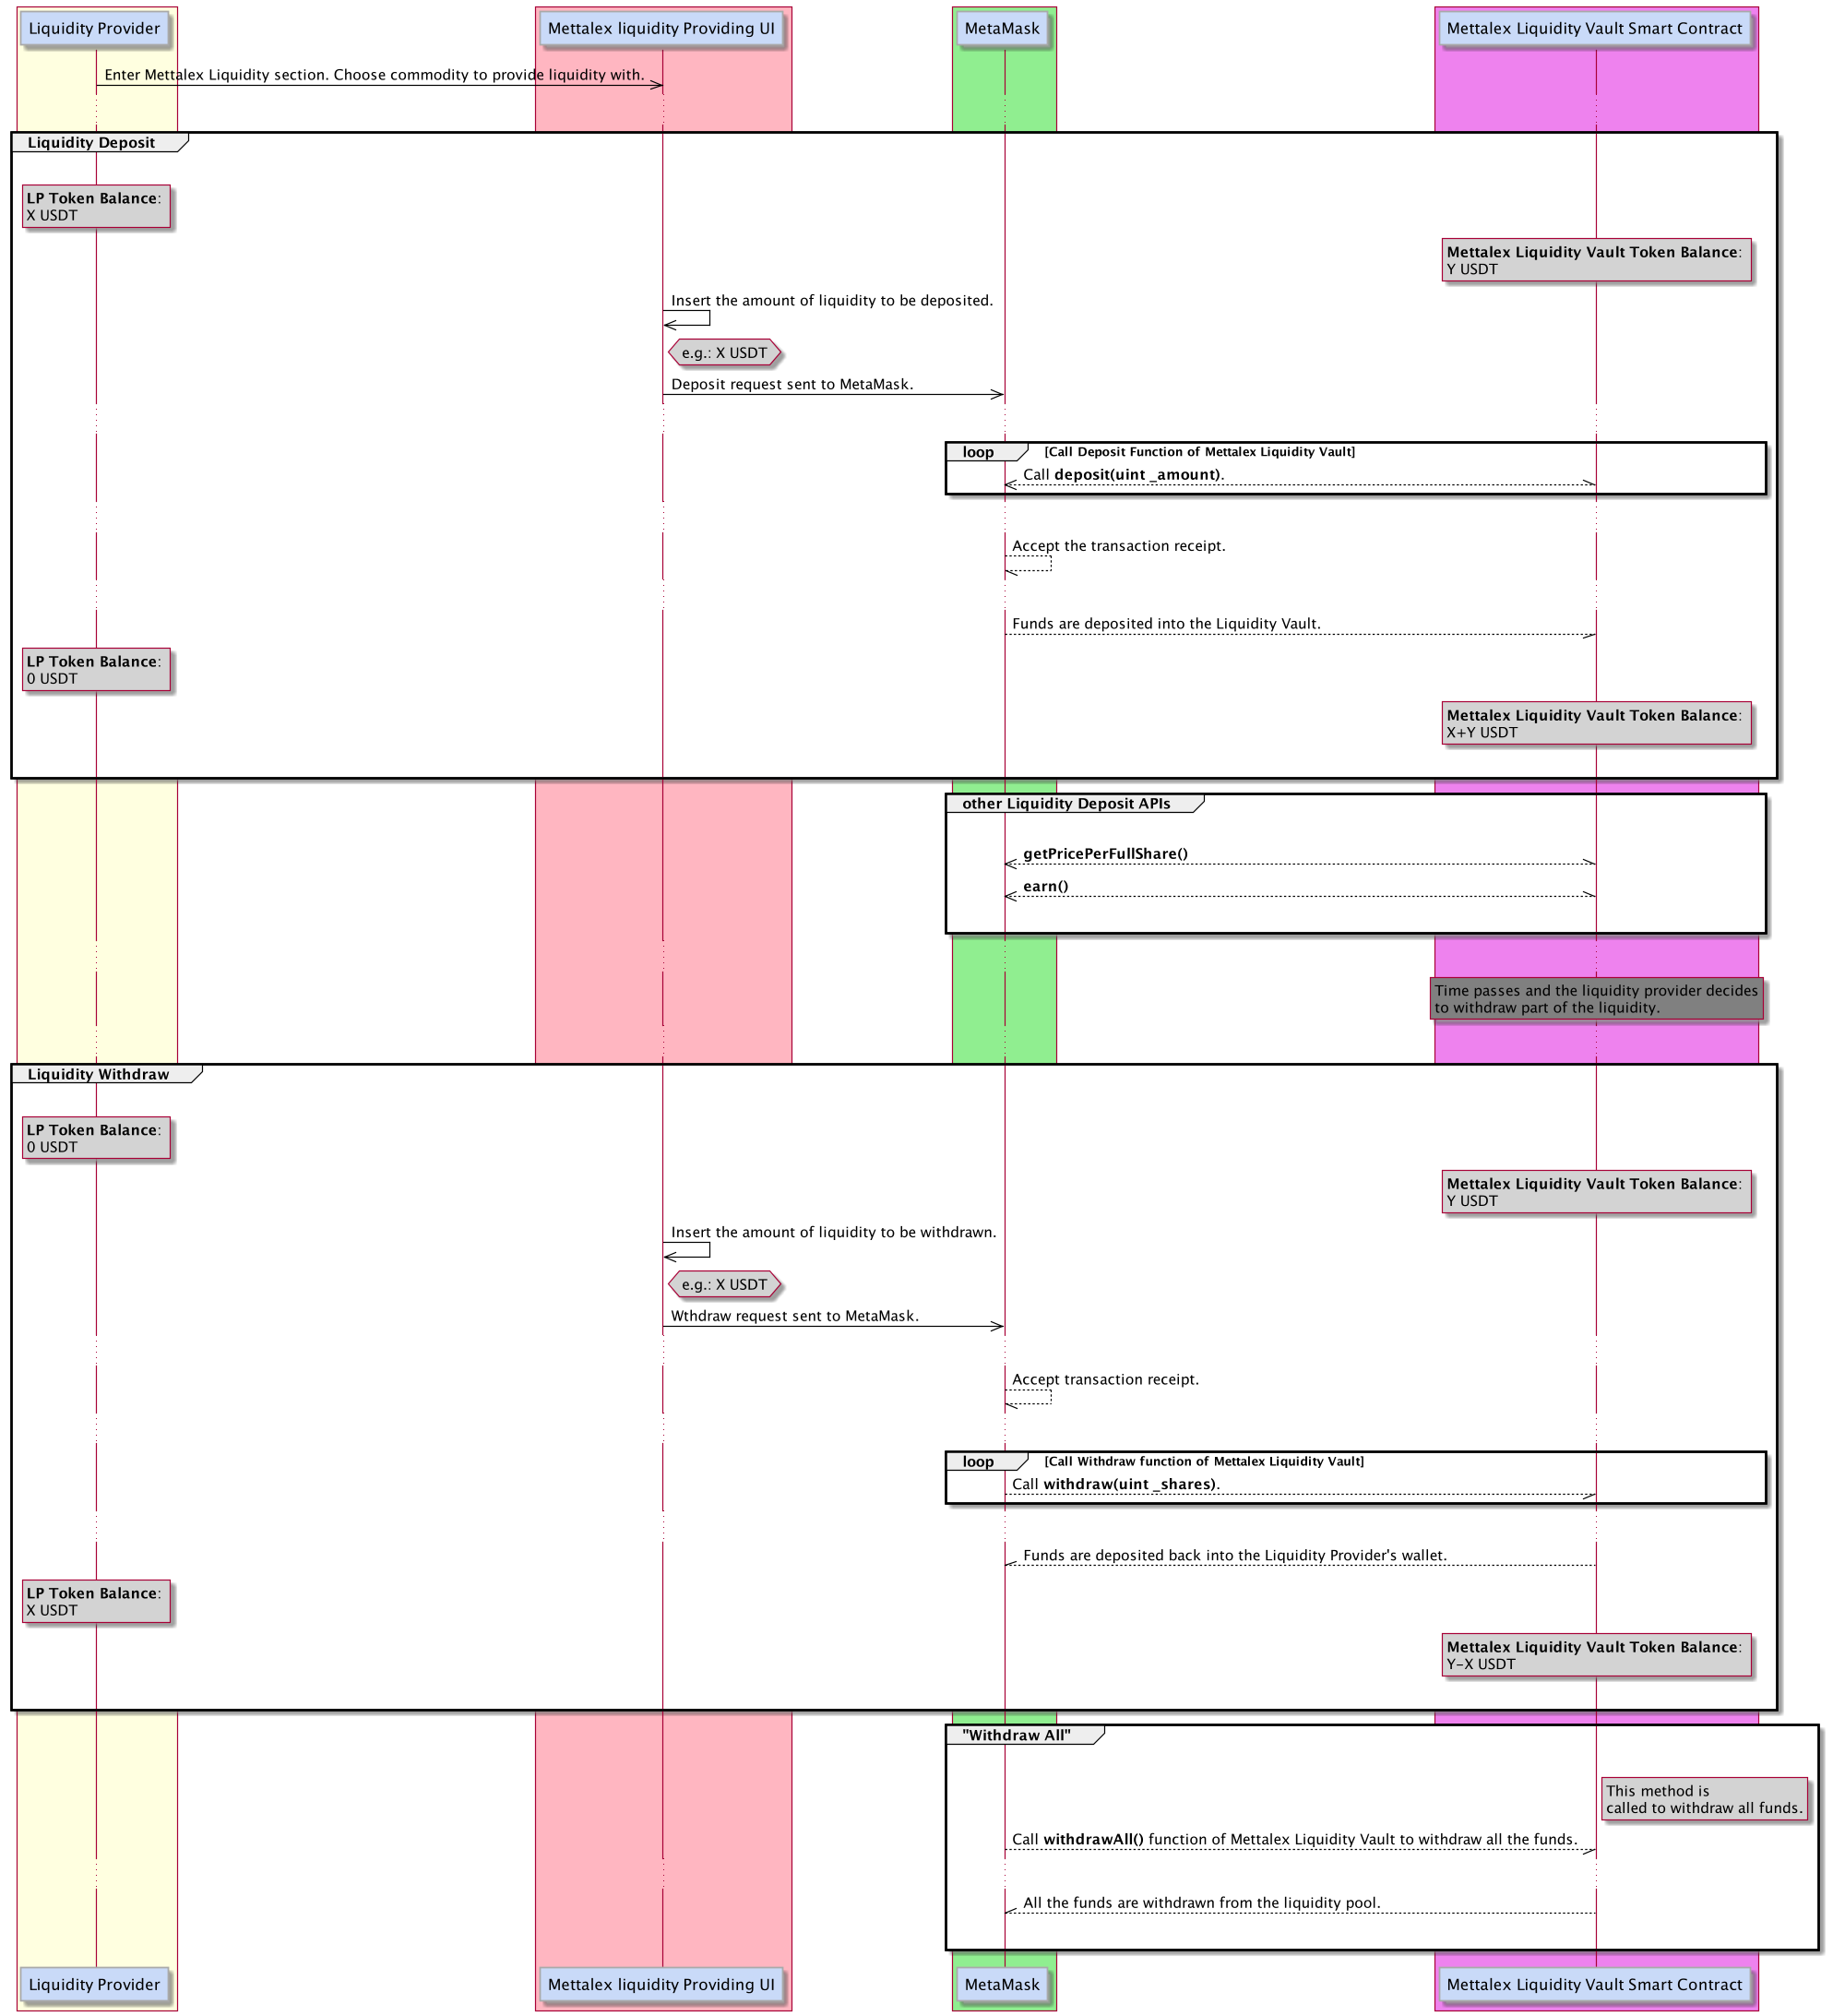 Liquidity Provider
Mettalex liquidity Providing UI
MetaMask
Mettalex Liquidity Vault Smart Contract
Enter Mettalex Liquidity section. Choose commodity to provide liquidity with.
Liquidity Deposit
LP Token Balance:
X USDT
Mettalex Liquidity Vault Token Balance:
Y USDT
Insert the amount of liquidity to be deposited.
e.g.: X USDT
Deposit request sent to MetaMask.
loop [Call Deposit Function of Mettalex Liquidity Vault]
Call deposit(uint _amount).
Accept the transaction receipt.
Funds are deposited into the Liquidity Vault.
LP Token Balance:
0 USDT
Mettalex Liquidity Vault Token Balance:
X+Y USDT
other Liquidity Deposit APIs
getPricePerFullShare()
earn()
Time passes and the liquidity provider decides
to withdraw part of the liquidity.
Liquidity Withdraw
LP Token Balance:
0 USDT
Mettalex Liquidity Vault Token Balance:
Y USDT
Insert the amount of liquidity to be withdrawn.
e.g.: X USDT
Wthdraw request sent to MetaMask.
Accept transaction receipt.
loop [Call Withdraw function of Mettalex Liquidity Vault]
Call withdraw(uint _shares).
Funds are deposited back into the Liquidity Provider's wallet.
LP Token Balance:
X USDT
Mettalex Liquidity Vault Token Balance:
Y-X USDT
"Withdraw All"
This method is
called to withdraw all funds.
Call withdrawAll() function of Mettalex Liquidity Vault to withdraw all the funds.
All the funds are withdrawn from the liquidity pool.
Liquidity Provider
Mettalex liquidity Providing UI
MetaMask
Mettalex Liquidity Vault Smart Contract